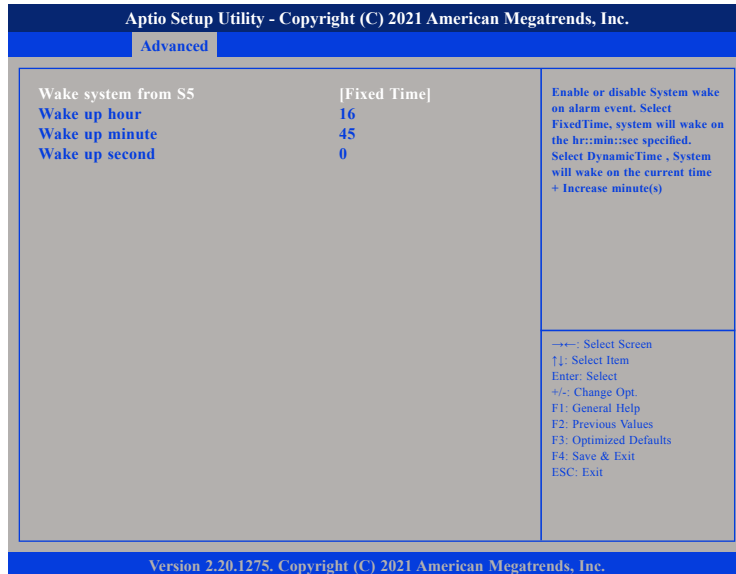 Aptio Setup Utility - Copyright (C) 2021 American Megatrends, Inc.
Advanced
Wake system from S5 [Fixed Time]
Wake up hour 16
Wake up minute 45
Wake up second 0
Enable or disable System wake
on alarm event. Select
FixedTime, system will wake on
the hr::min::sec specified.
Select DynamicTime , System
will wake on the current time
+ Increase minute(s)
→←: Select Screen
↑↓: Select Item
Enter: Select
+/-: Change Opt.
F1: General Help
F2: Previous Values
F3: Optimized Defaults
F4: Save & Exit
ESC: Exit
Version 2.20.1275. Copyright (C) 2021 American Megatrends, Inc.